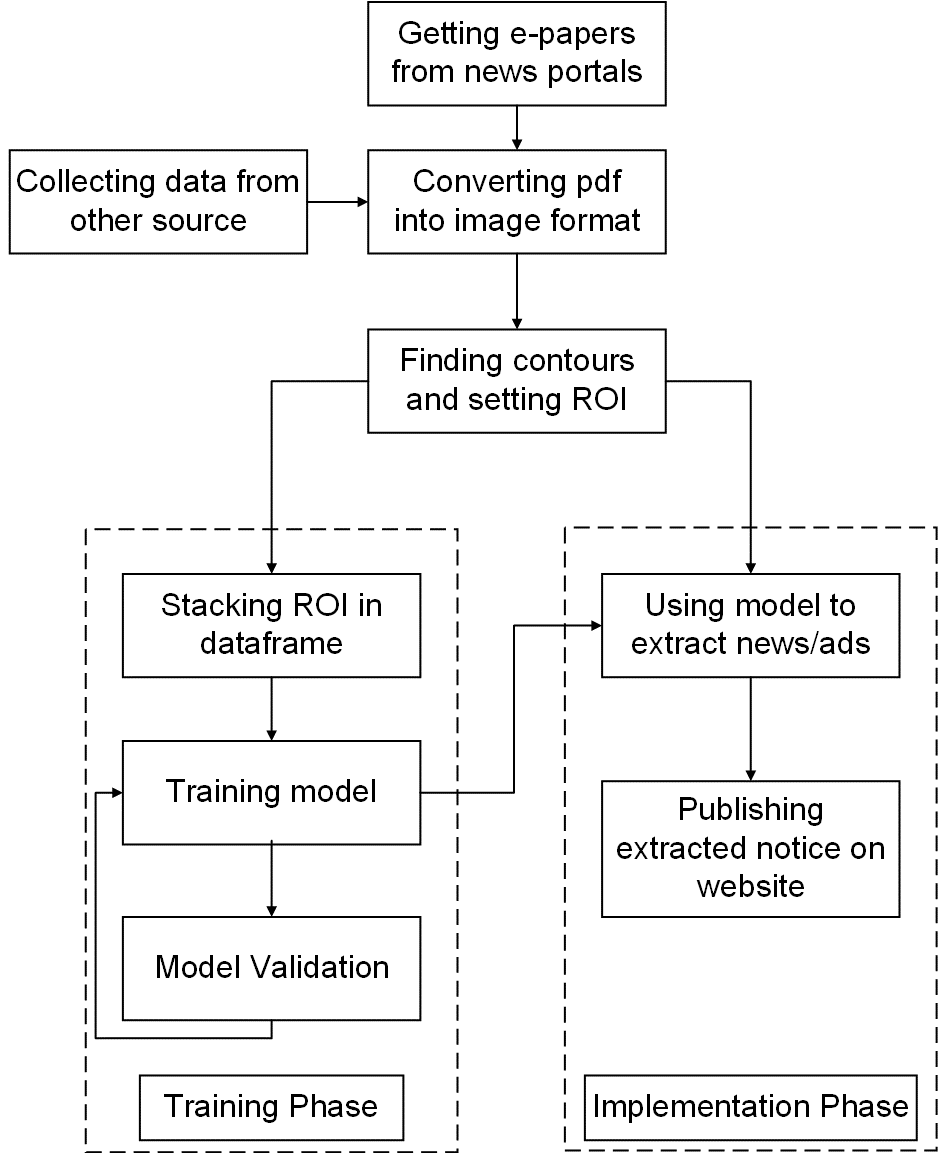 Getting e-papers
from news portals
Collecting data from
other source
Converting pdf
into image format
Finding contours
and setting ROI
Stacking ROI in
dataframe
Using model to
extract news/ads
Training model
Publishing
extracted notice on
website
Model Validation
Training Phase
Implementation Phase